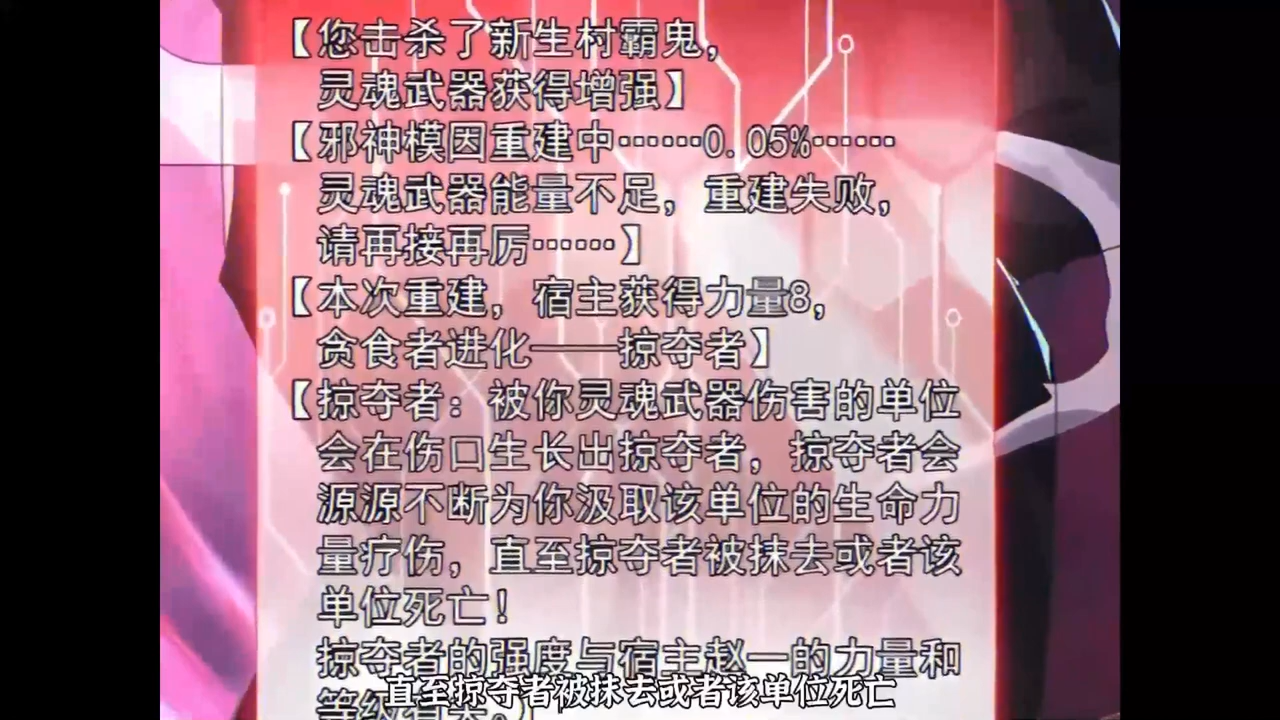 【您击杀了新生村霸鬼，
灵魂武器获得增强】
【邪神模因重建中……0.05%……
灵魂武器能量不足，重建失败，
请再接再厉……】
【本次重建，宿主获得力量8，
贪食者进化——掠夺者】
【掠夺者：被你灵魂武器伤害的单位
会在伤口生长出掠夺者，掠夺者会
源源不断为你汲取该单位的生命力
量疗伤，直至掠夺者被抹去或者该
单位死亡！
掠夺者的强度与宿主赵一的力量和
等级有关。】
直至掠夺者被抹去或者该单位死亡